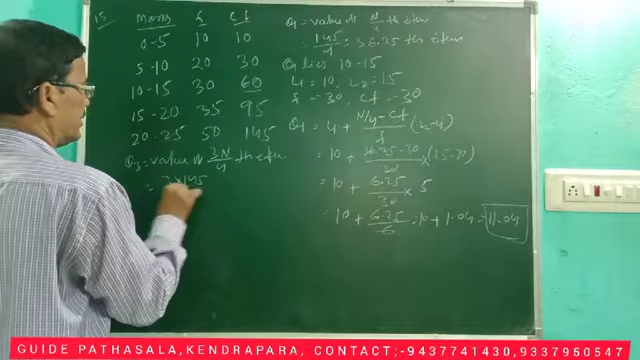 15. Marks f cf
0-5 10 10
5-10 20 30
10-15 30 60
15-20 35 95
20-25 50 145
Q3 = value of 3N/4 th item
= 3×145
Q1 = value of N/4 th item
= 145/4 = 36.25 th item
Q1 lies 10-15
L1 = 10, L2 = 15
f = 30, cf = 30
Q1 = L1 + N/4 - cf / f (L2-L1)
= 10 + 36.25-30 / 30 × (15-10)
= 10 + 6.25 / 30 × 5
= 10 + 6.25 / 6 = 10 + 1.04 = 11.04
GUIDE PATHASALA,KENDRAPARA, CONTACT;-9437741430,9337950547